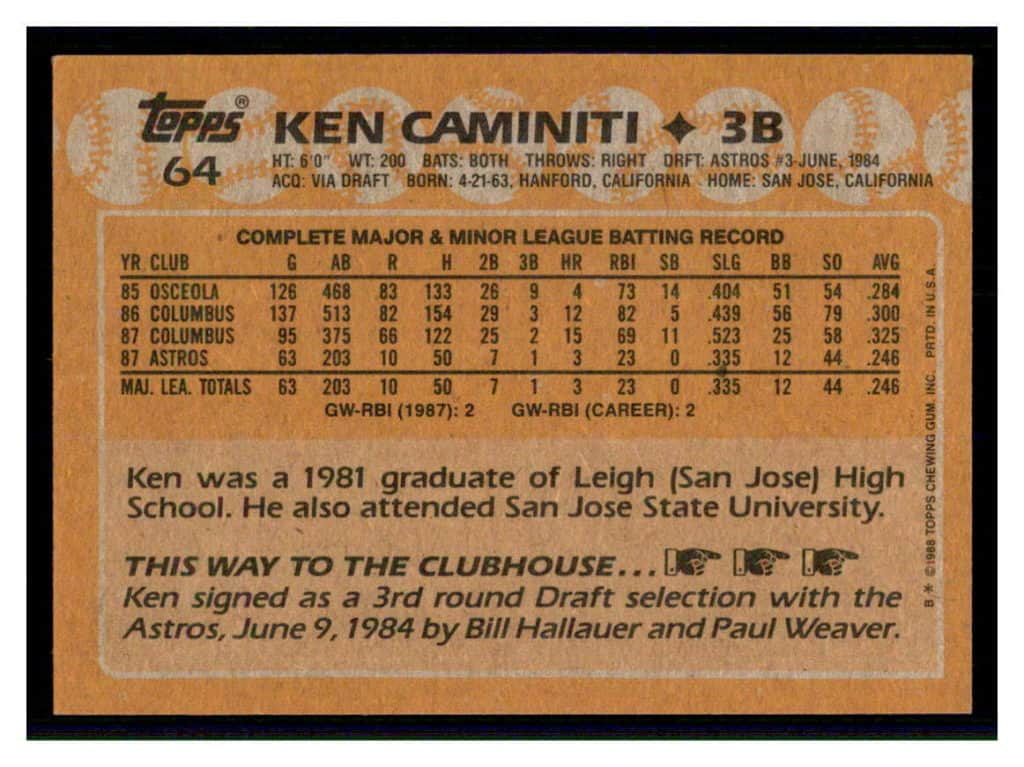 Topps®
64
KEN CAMINITI ✦ 3B
HT: 6'0" WT: 200 BATS: BOTH THROWS: RIGHT DRFT: ASTROS #3-JUNE, 1984
ACQ: VIA DRAFT BORN: 4-21-63, HANFORD, CALIFORNIA HOME: SAN JOSE, CALIFORNIA
COMPLETE MAJOR & MINOR LEAGUE BATTING RECORD
YR CLUB G AB R H 2B 3B HR RBI SB SLG BB SO AVG
85 OSCEOLA 126 468 83 133 26 9 4 73 14 .404 51 54 .284
86 COLUMBUS 137 513 82 154 29 3 12 82 5 .439 56 79 .300
87 COLUMBUS 95 375 66 122 25 2 15 69 11 .523 25 58 .325
87 ASTROS 63 203 10 50 7 1 3 23 0 .335 12 44 .246
MAJ. LEA. TOTALS 63 203 10 50 7 1 3 23 0 .335 12 44 .246
GW-RBI (1987): 2 GW-RBI (CAREER): 2
Ken was a 1981 graduate of Leigh (San Jose) High
School. He also attended San Jose State University.
THIS WAY TO THE CLUBHOUSE...
Ken signed as a 3rd round Draft selection with the
Astros, June 9, 1984 by Bill Hallauer and Paul Weaver.
B* ©1988 TOPPS CHEWING GUM, INC. PRTD. IN U.S.A.